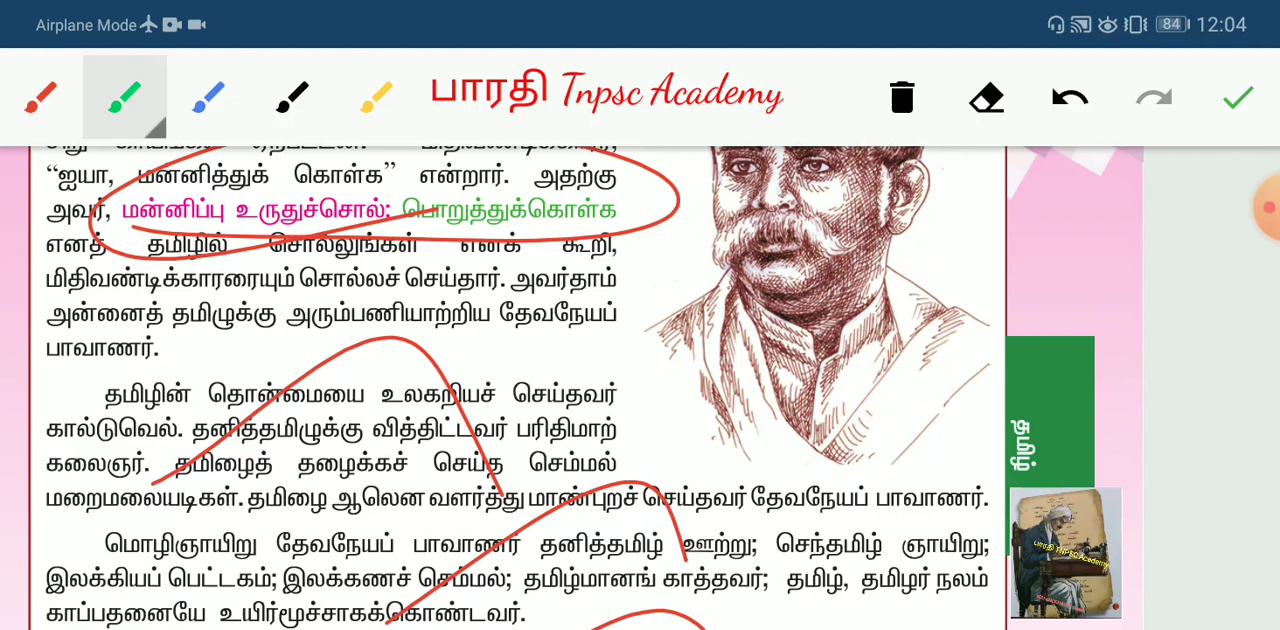 Airplane Mode 84 12:04
பாரதி Tnpsc Academy
“ஐயா, மன்னித்துக் கொள்க” என்றார். அதற்கு
அவர், மன்னிப்பு உருதுச்சொல்; பொறுத்துக்கொள்க
எனத் தமிழில் சொல்லுங்கள் எனக் கூறி,
மிதிவண்டிக்காரரையும் சொல்லச் செய்தார். அவர்தாம்
அன்னைத் தமிழுக்கு அரும்பணியாற்றிய தேவநேயப்
பாவாணர்.
தமிழின் தொன்மையை உலகறியச் செய்தவர்
கால்டுவெல். தனித்தமிழுக்கு வித்திட்டவர் பரிதிமாற்
கலைஞர். தமிழைத் தழைக்கச் செய்த செம்மல்
மறைமலையடிகள். தமிழை ஆலென வளர்த்து மாண்புறச் செய்தவர் தேவநேயப் பாவாணர்.
மொழிஞாயிறு தேவநேயப் பாவாணர் தனித்தமிழ் ஊற்று; செந்தமிழ் ஞாயிறு;
இலக்கியப் பெட்டகம்; இலக்கணச் செம்மல்; தமிழ்மானங் காத்தவர்; தமிழ், தமிழர் நலம்
காப்பதனையே உயிர்மூச்சாகக்கொண்டவர்.
பாரதி TNPSC Academy